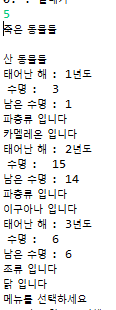 5
죽은 동물들
산 동물들
태어난 해 : 1년도
수명 : 3
남은 수명 : 1
파충류 입니다
카멜레온 입니다
태어난 해 : 2년도
수명 : 15
남은 수명 : 14
파충류 입니다
이구아나 입니다
태어난 해 : 3년도
수명 : 6
남은 수명 : 6
조류 입니다
닭 입니다
메뉴를 선택하세요